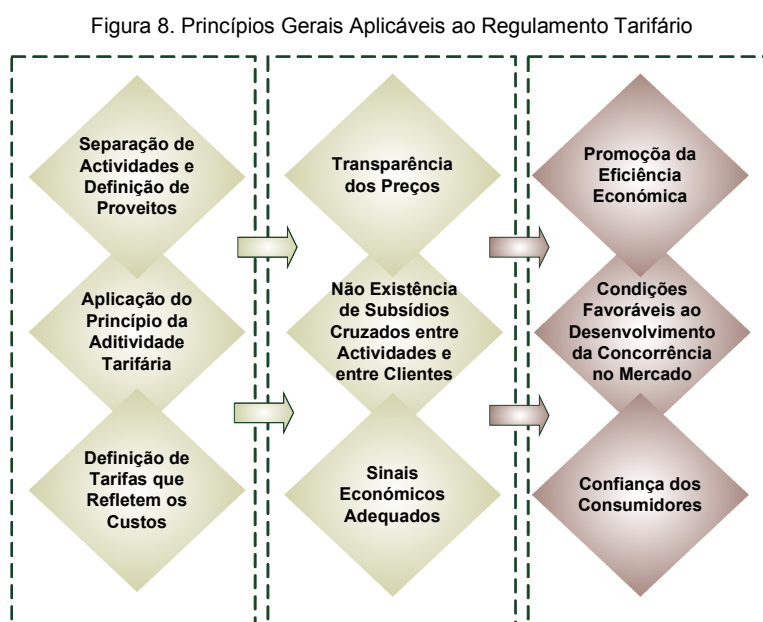 Figura 8. Princípios Gerais Aplicáveis ao Regulamento Tarifário
Separação de
Actividades e
Definição de
Proveitos
Aplicação do
Princípio da
Aditividade
Tarifária
Definição de
Tarifas que
Refletem os
Custos
Transparência
dos Preços
Não Existência
de Subsídios
Cruzados entre
Actividades e
entre Clientes
Sinais
Económicos
Adequados
Promoçõa da
Eficiência
Económica
Condições
Favoráveis ao
Desenvolvimento
da Concorrência
no Mercado
Confiança dos
Consumidores